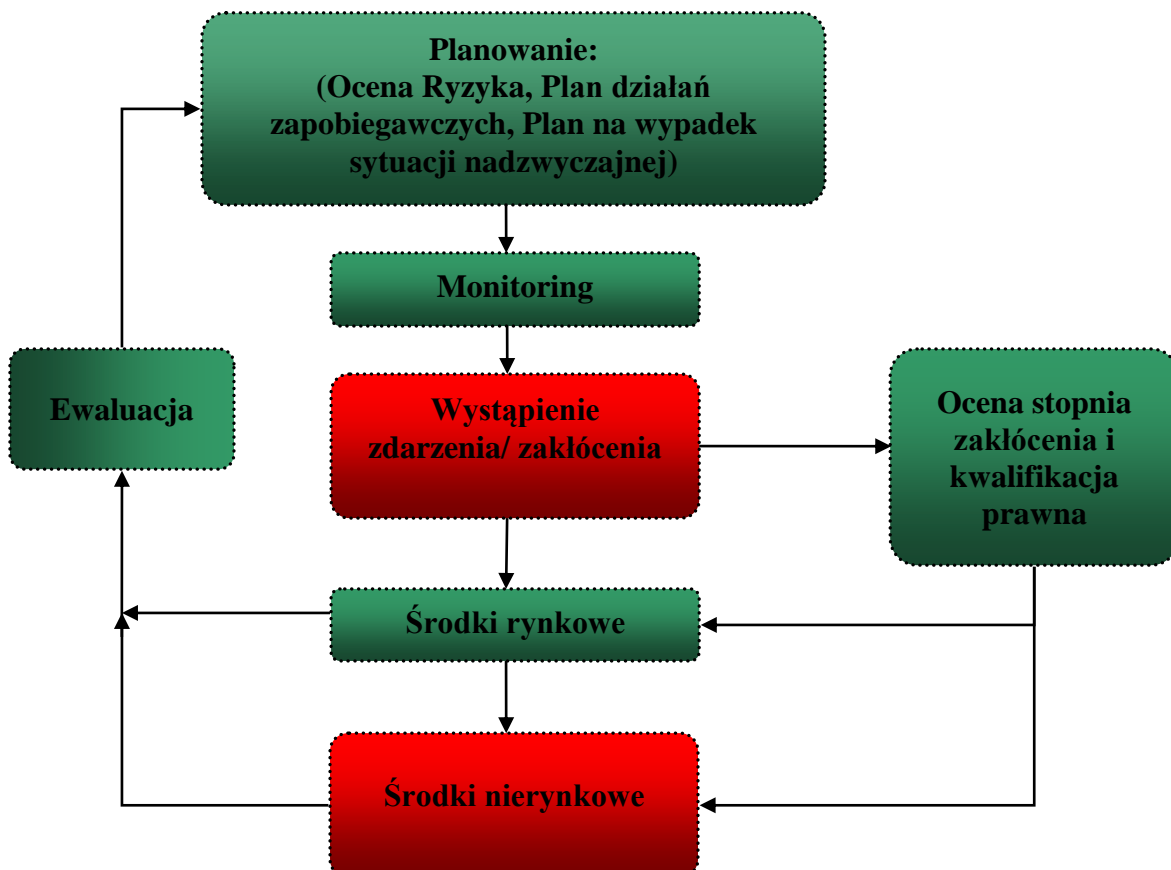 Planowanie:
(Ocena Ryzyka, Plan działań
zapobiegawczych, Plan na wypadek
sytuacji nadzwyczajnej)
Monitoring
Ewaluacja
Wystąpienie
zdarzenia/ zakłócenia
Ocena stopnia
zakłócenia i
kwalifikacja
prawna
Środki rynkowe
Środki nierynkowe